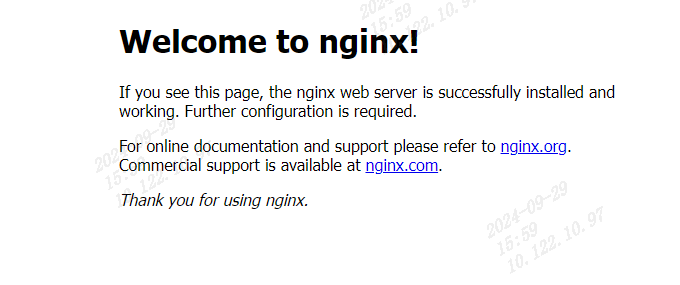 2024-09-29
15:59
10.122.10.97
Welcome to nginx!
If you see this page, the nginx web server is successfully installed and
working. Further configuration is required.
For online documentation and support please refer to nginx.org.
Commercial support is available at nginx.com.
Thank you for using nginx.
2024-09-29
15:59
10.122.10.97
2024-09-29
15:59
10.122.10.97